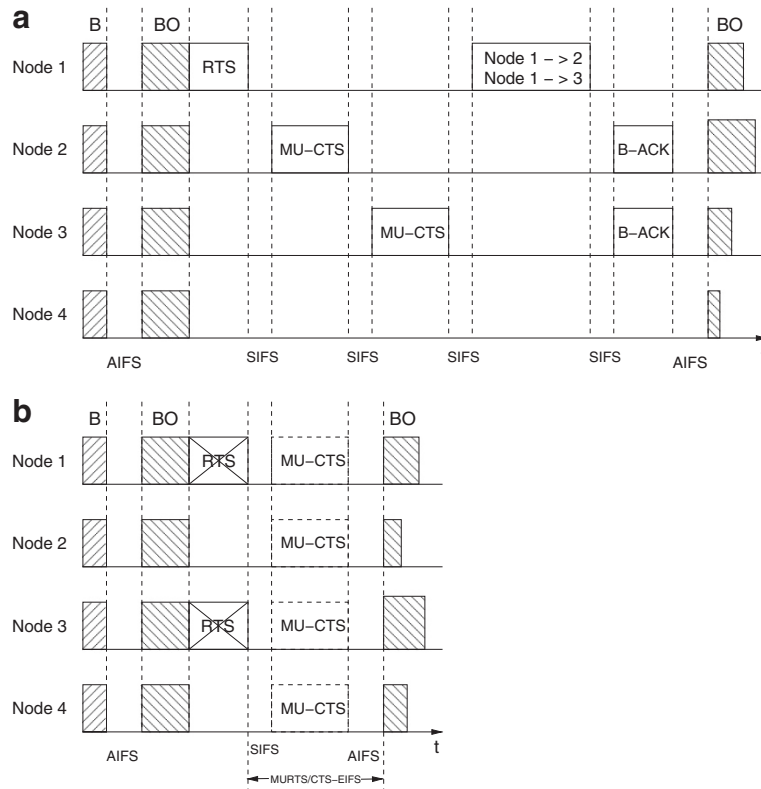 a
B BO BO
Node 1 RTS Node 1 – > 2
Node 1 – > 3
Node 2 MU–CTS B–ACK
Node 3 MU–CTS B–ACK
Node 4
AIFS SIFS SIFS SIFS SIFS AIFS
b
B BO BO
Node 1 RTS MU–CTS
Node 2 MU–CTS
Node 3 RTS MU–CTS
Node 4 MU–CTS
AIFS SIFS AIFS t
MURTS/CTS–EIFS